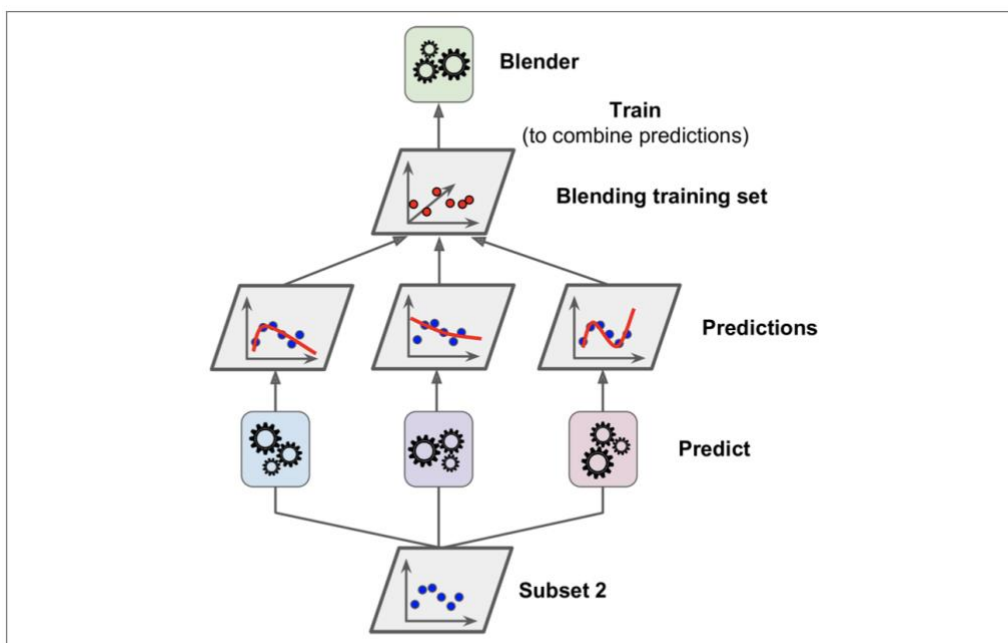 Blender
Train
(to combine predictions)
Blending training set
Predictions
Predict
Subset 2